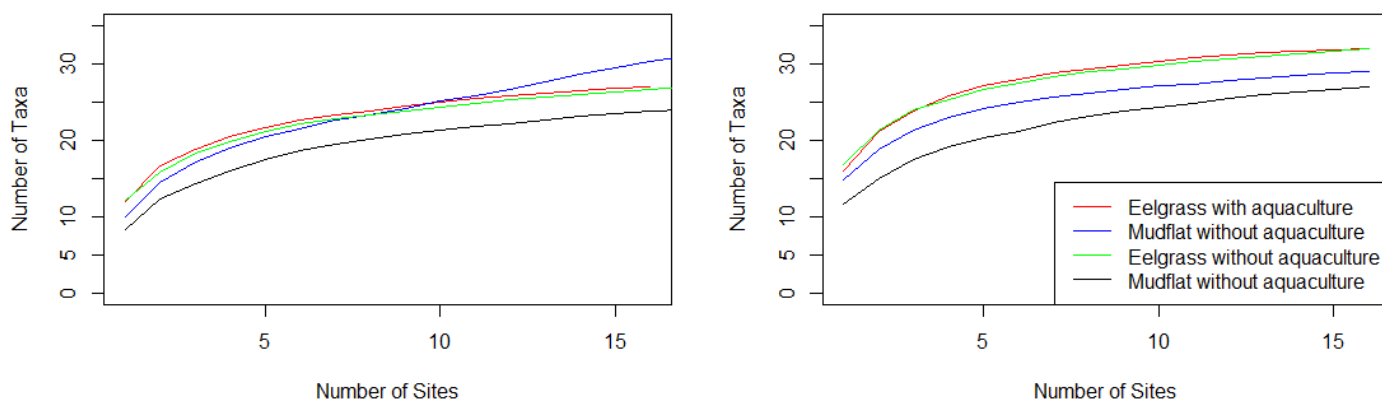 Number of Taxa
30
20
10
5
0
5
10
15
Number of Sites
Number of Taxa
30
20
10
5
0
5
10
15
Number of Sites
Eelgrass with aquaculture
Mudflat without aquaculture
Eelgrass without aquaculture
Mudflat without aquaculture